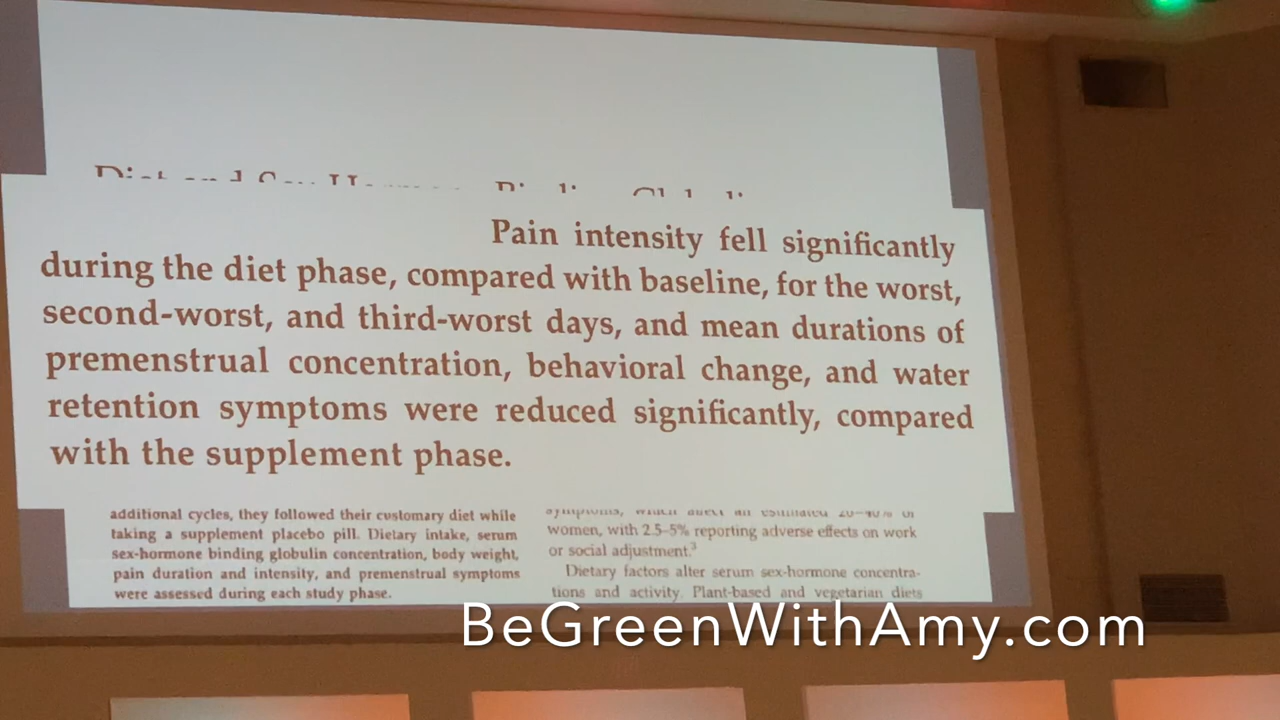 Pain intensity fell significantly
during the diet phase, compared with baseline, for the worst,
second-worst, and third-worst days, and mean durations of
premenstrual concentration, behavioral change, and water
retention symptoms were reduced significantly, compared
with the supplement phase.
additional cycles, they followed their customary diet while
taking a supplement placebo pill. Dietary intake, serum
sex-hormone binding globulin concentration, body weight,
pain duration and intensity, and premenstrual symptoms
were assessed during each study phase.
women, with 2.5–5% reporting adverse effects on work
or social adjustment.3
Dietary factors alter serum sex-hormone concentra-
tions and activity. Plant-based and vegetarian diets
BeGreenWithAmy.com